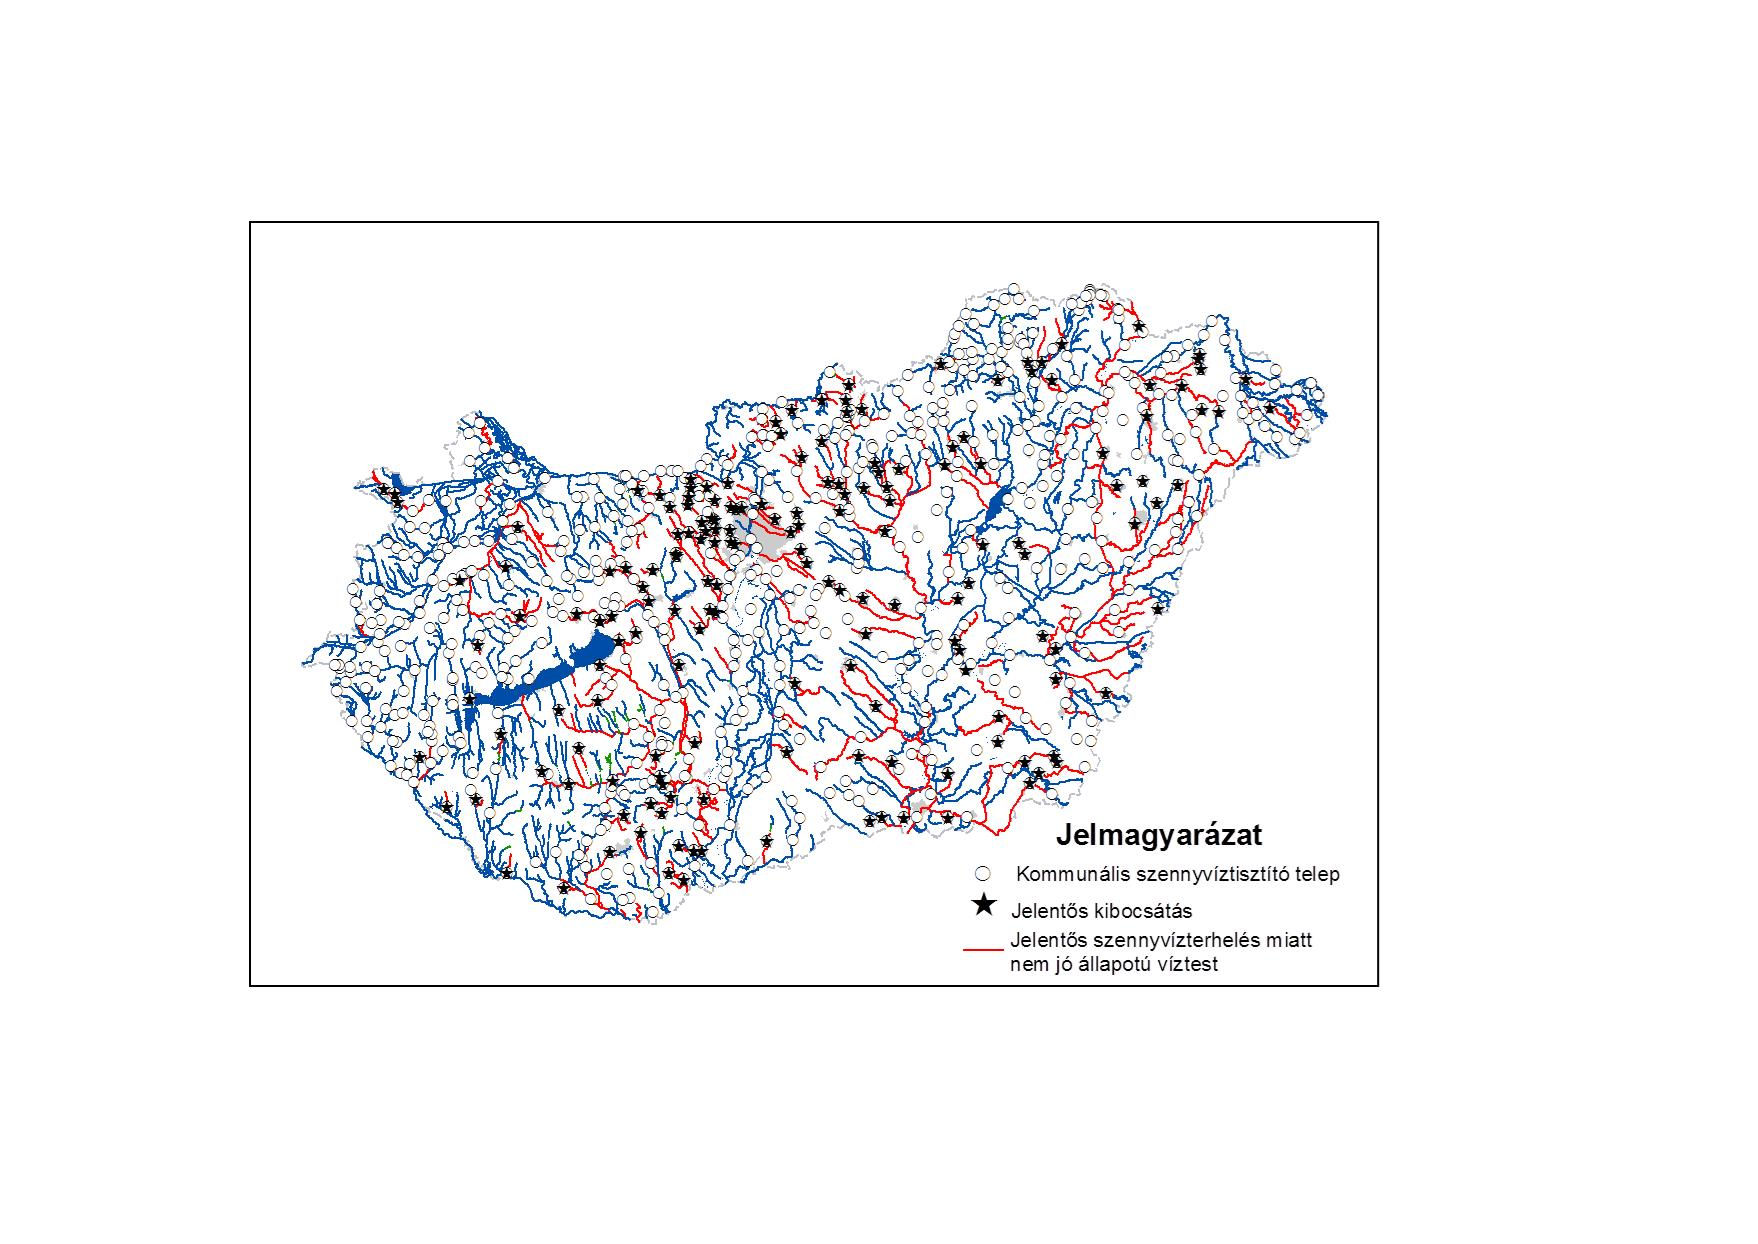 Jelmagyarázat
Kommunális szennyvíztisztító telep
Jelentős kibocsátás
Jelentős szennyvízterhelés miatt
nem jó állapotú víztest